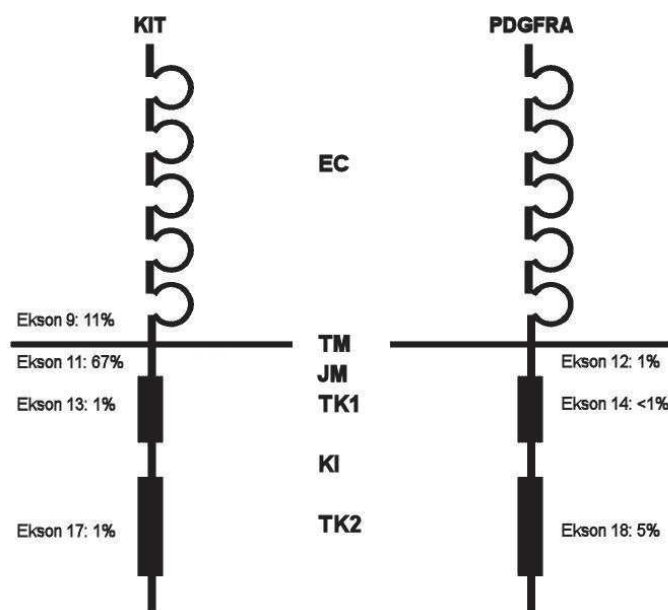 KIT
PDGFRA
EC
Ekson 9: 11%
TM
Ekson 11: 67%
Ekson 12: 1%
JM
Ekson 13: 1%
TK1
Ekson 14: <1%
KI
Ekson 17: 1%
TK2
Ekson 18: 5%